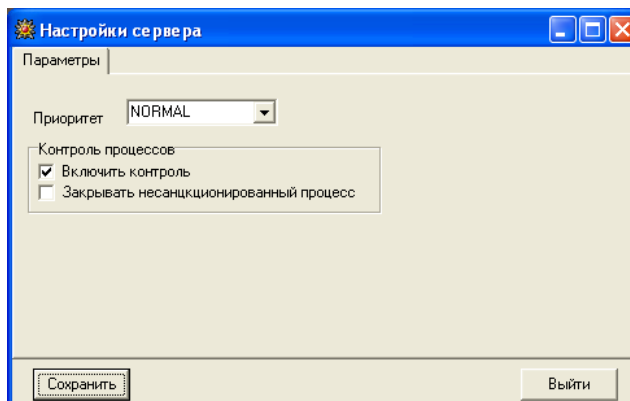 Настройки сервера
Параметры
Приоритет NORMAL
Контроль процессов
Включить контроль
Закрывать несанцкционированный процесс
Сохранить Выйти